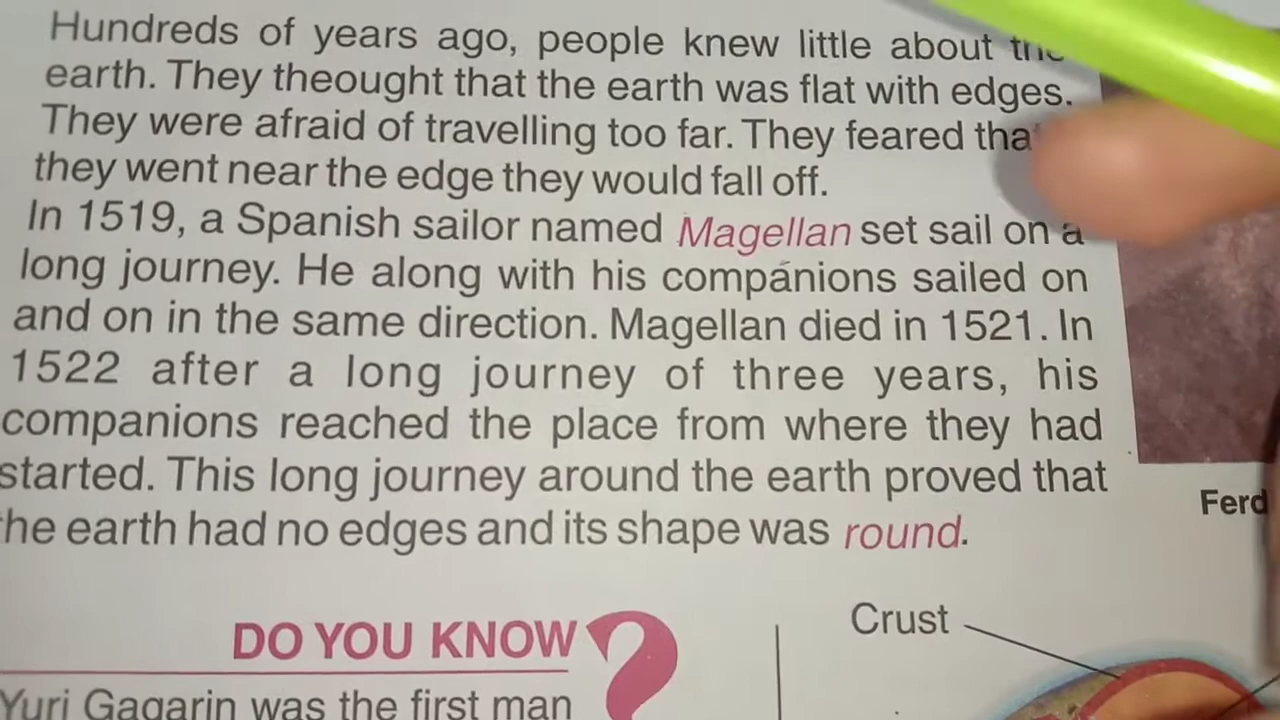 Hundreds of years ago, people knew little about the
earth. They theought that the earth was flat with edges.
They were afraid of travelling too far. They feared
they went near the edge they would fall off.
In 1519, a Spanish sailor named Magellan set sail on a
long journey. He along with his companions sailed on
and on in the same direction. Magellan died in 1521. In
1522 after a long journey of three years, his
companions reached the place from where they had
started. This long journey around the earth proved that
the earth had no edges and its shape was round.
Ferd
DO YOU KNOW?
Crust
Yuri Gagarin was the first man